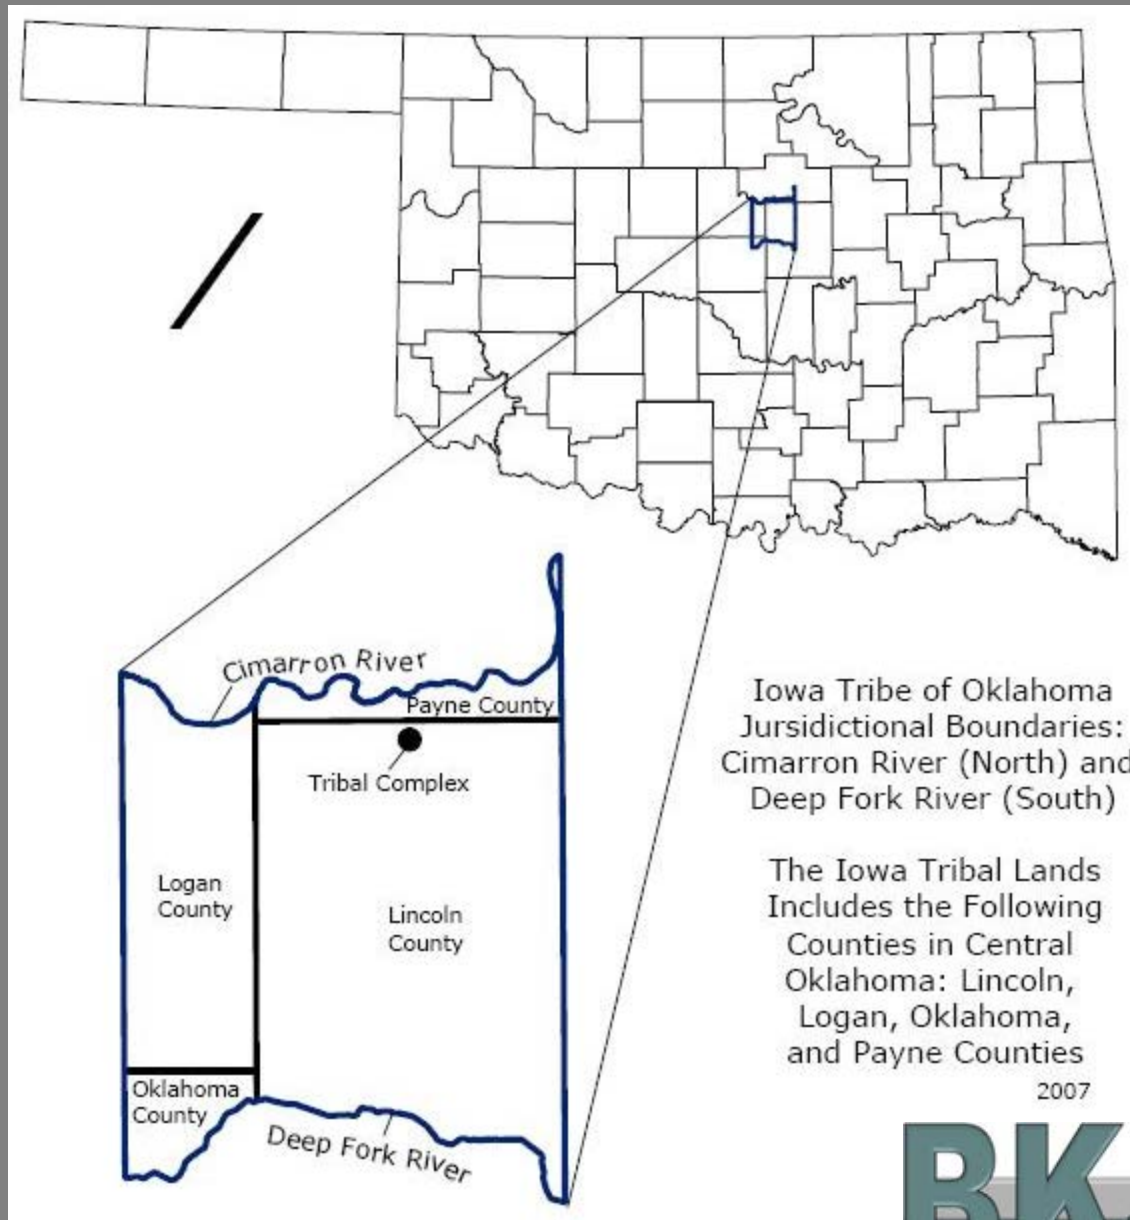 Cimarron River
Payne County
Tribal Complex
Logan
County
Lincoln
County
Oklahoma
County
Deep Fork River
Iowa Tribe of Oklahoma
Jursidictional Boundaries:
Cimarron River (North) and
Deep Fork River (South)
The Iowa Tribal Lands
Includes the Following
Counties in Central
Oklahoma: Lincoln,
Logan, Oklahoma,
and Payne Counties
2007
BK